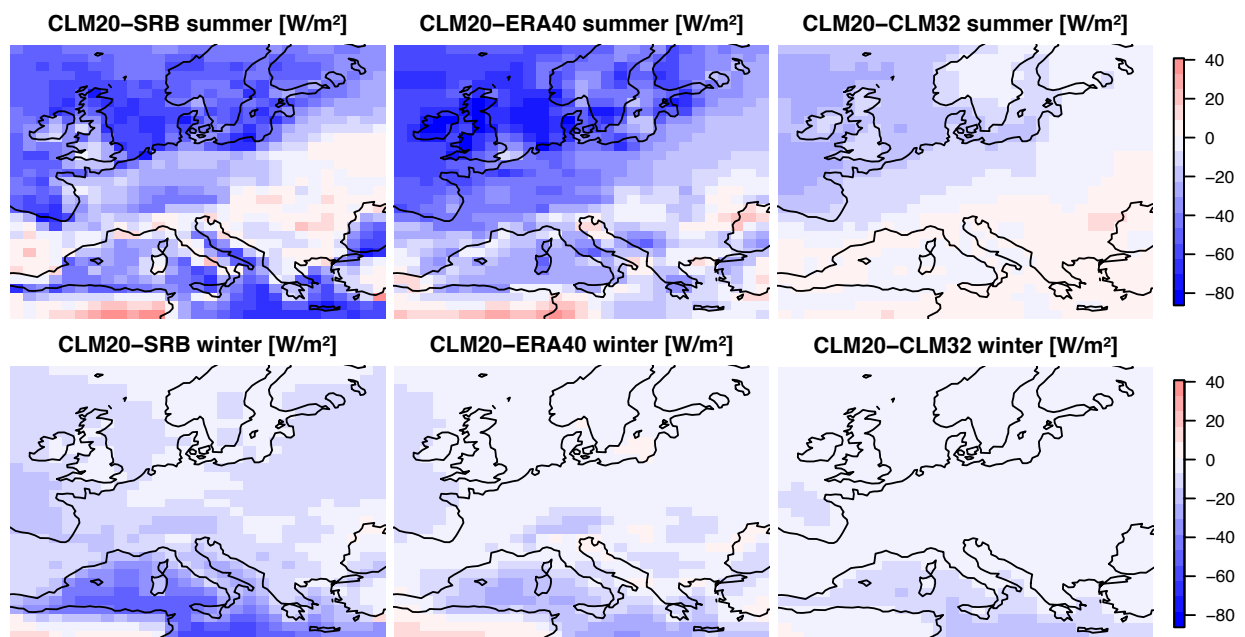 CLM20−SRB summer [W/m²]
CLM20−ERA40 summer [W/m²]
CLM20−CLM32 summer [W/m²]
40
20
0
−20
−40
−60
−80
CLM20−SRB winter [W/m²]
CLM20−ERA40 winter [W/m²]
CLM20−CLM32 winter [W/m²]
40
20
0
−20
−40
−60
−80